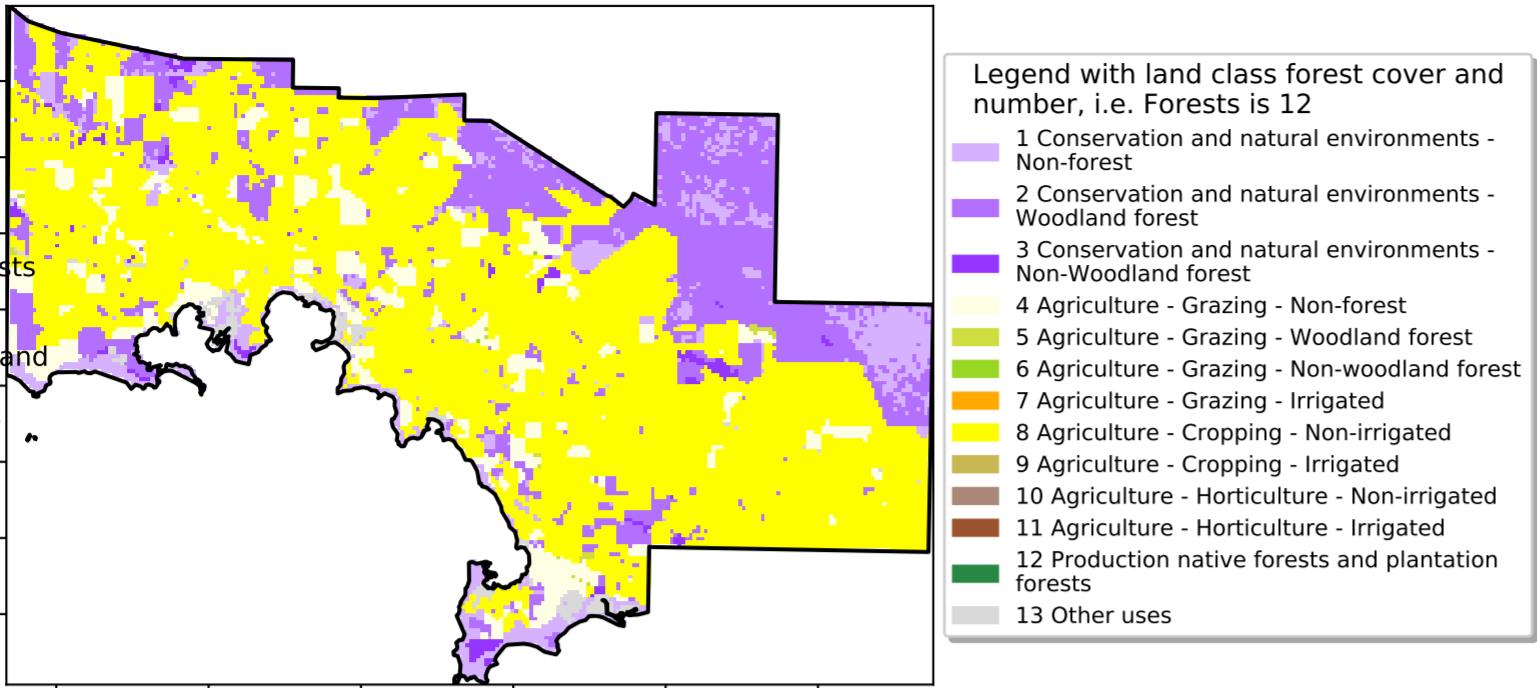 sts
and
Legend with land class forest cover and
number, i.e. Forests is 12
1 Conservation and natural environments -
Non-forest
2 Conservation and natural environments -
Woodland forest
3 Conservation and natural environments -
Non-Woodland forest
4 Agriculture - Grazing - Non-forest
5 Agriculture - Grazing - Woodland forest
6 Agriculture - Grazing - Non-woodland forest
7 Agriculture - Grazing - Irrigated
8 Agriculture - Cropping - Non-irrigated
9 Agriculture - Cropping - Irrigated
10 Agriculture - Horticulture - Non-irrigated
11 Agriculture - Horticulture - Irrigated
12 Production native forests and plantation
forests
13 Other uses